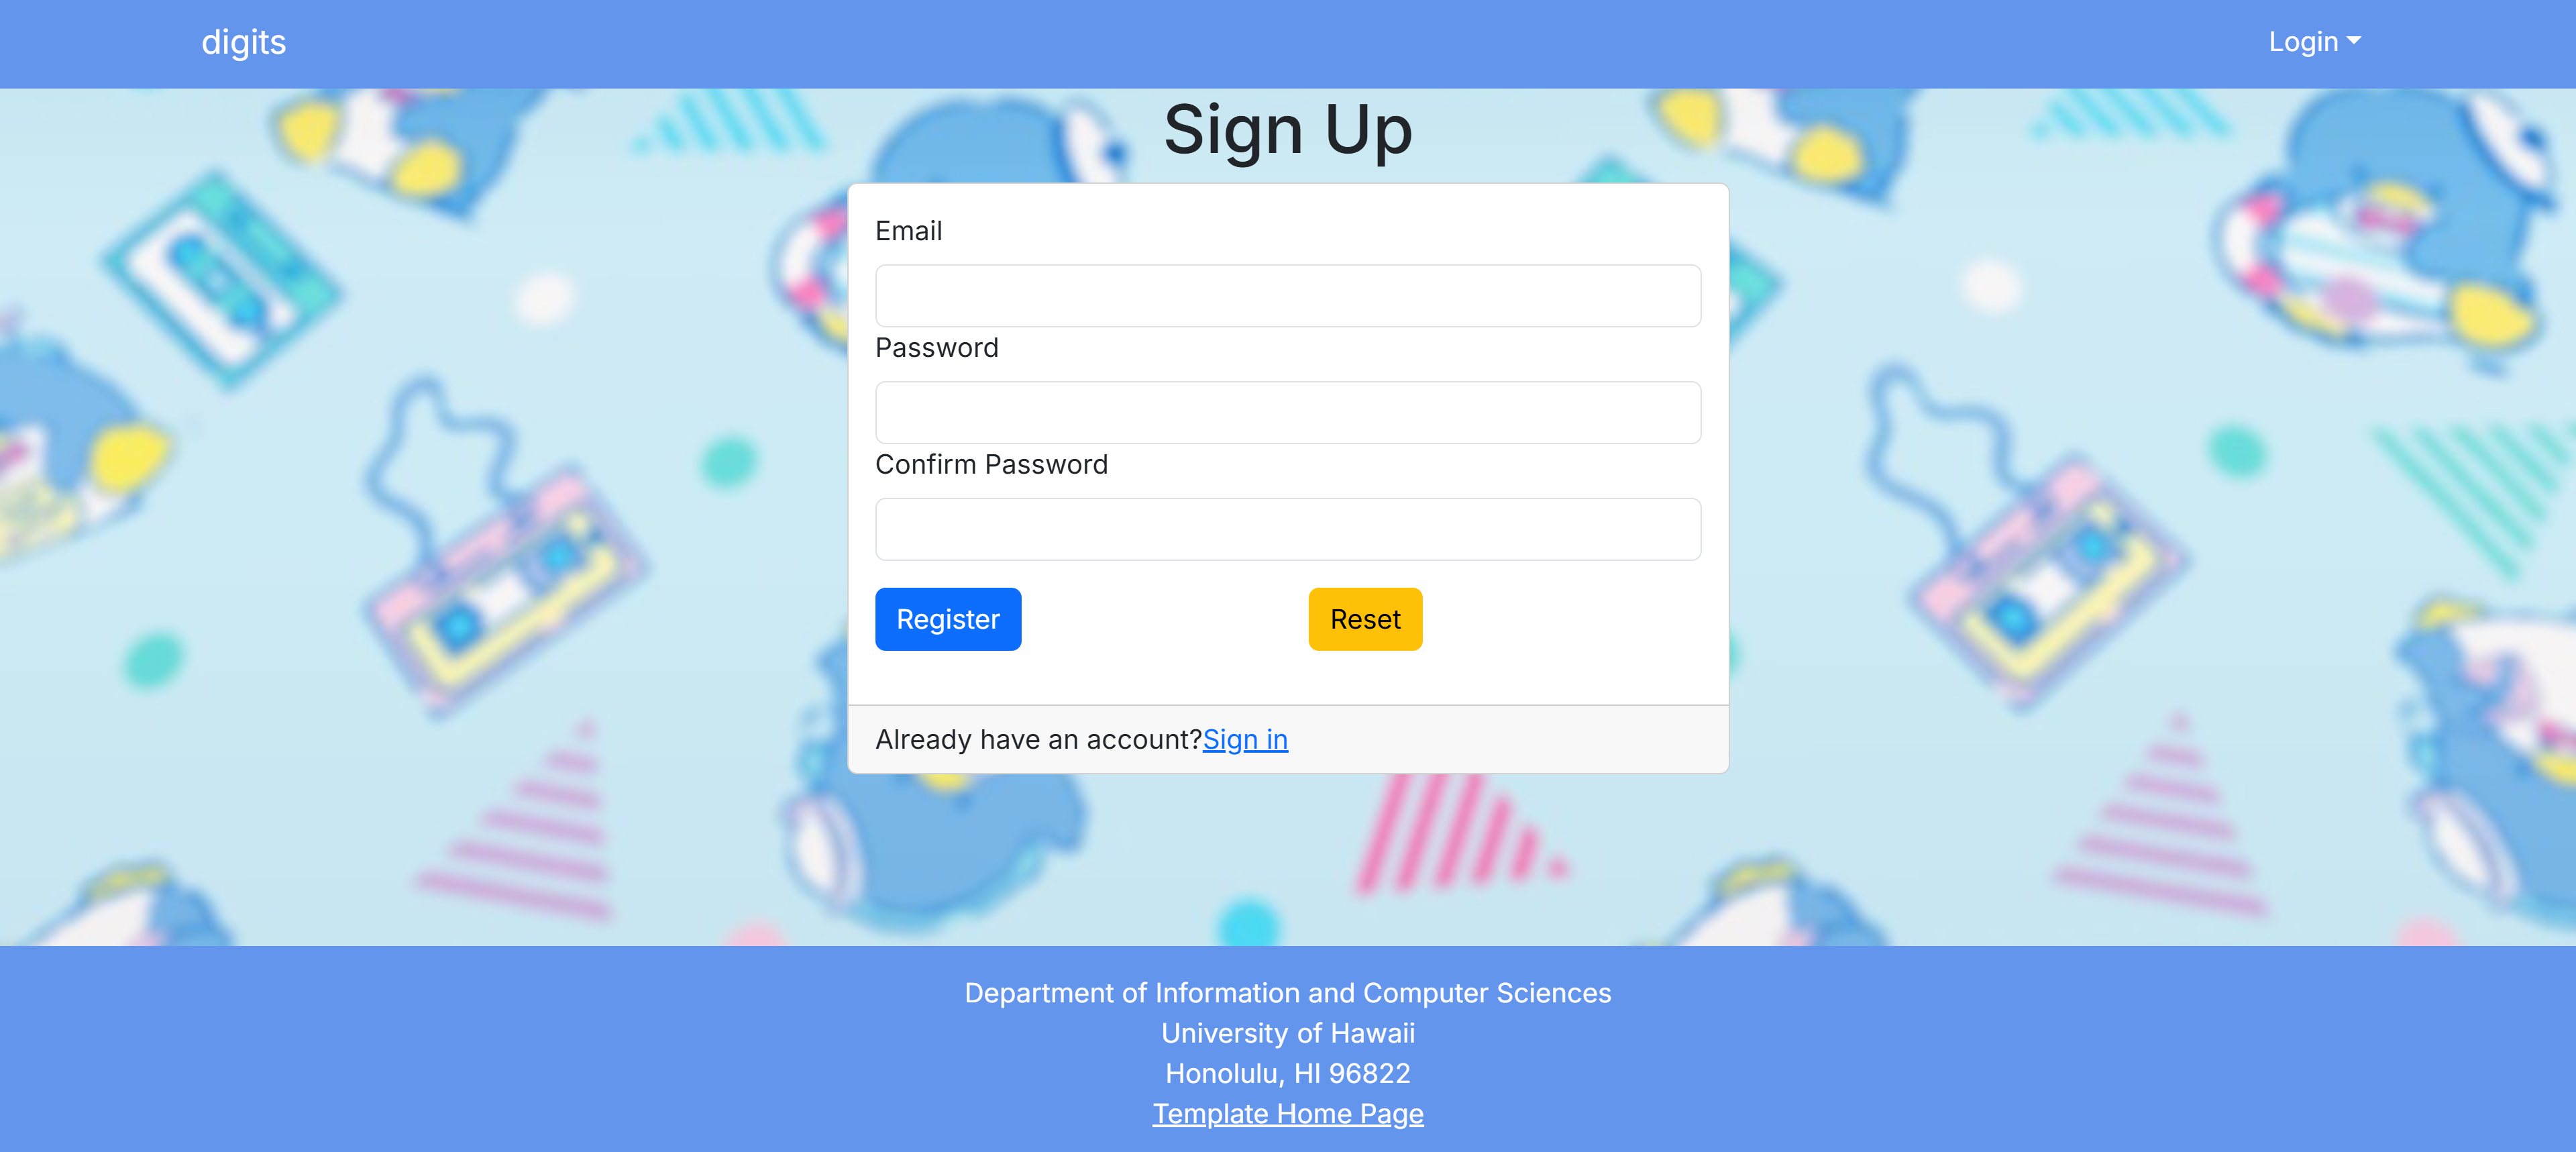 digits
Login
Sign Up
Email
Password
Confirm Password
Register
Reset
Already have an account?Sign in
Department of Information and Computer Sciences
University of Hawaii
Honolulu, HI 96822
Template Home Page